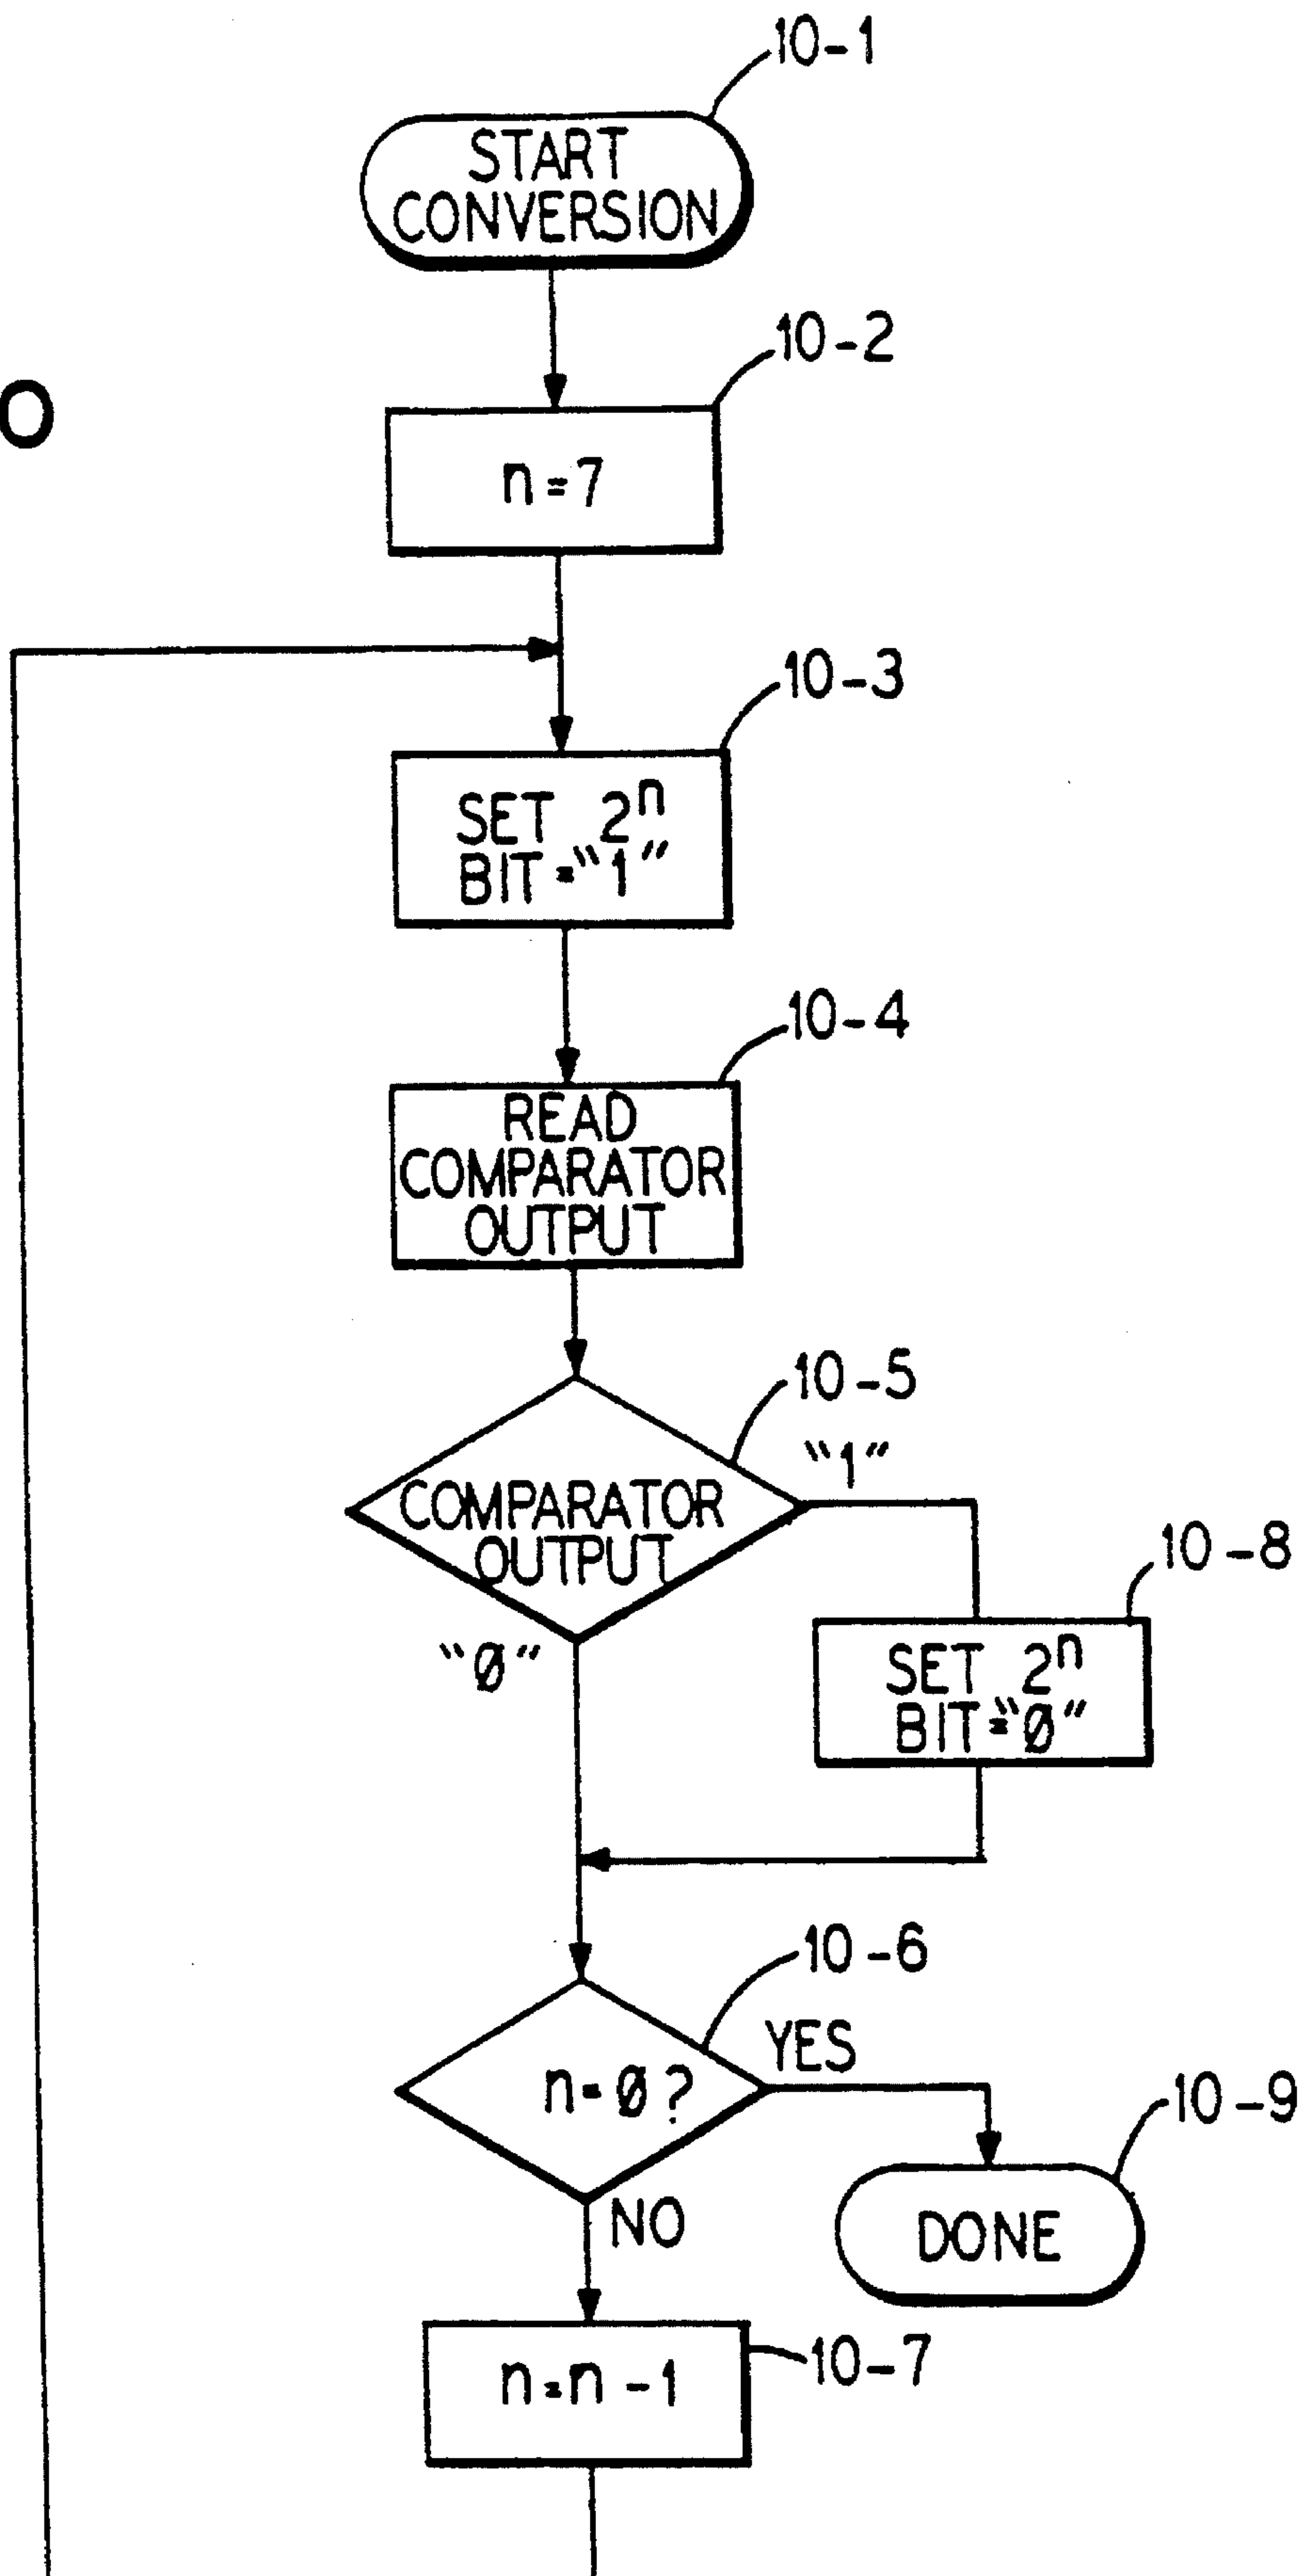 10-1
START
CONVERSION
10-2
O
n=7
10-3
SET 2ⁿ
BIT="1"
10-4
READ
COMPARATOR
OUTPUT
10-5
"1"
COMPARATOR
OUTPUT
10-8
"Ø"
SET 2ⁿ
BIT="Ø"
10-6
YES
n=Ø?
10-9
NO
DONE
10-7
n=n-1